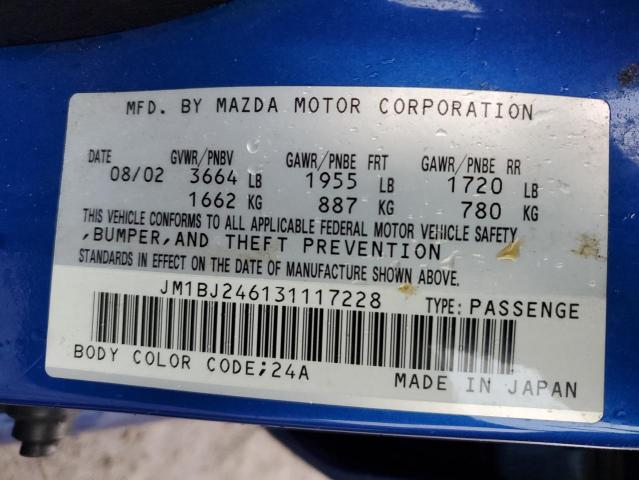 MFD. BY MAZDA MOTOR CORPORATION
DATE GVWR/PNBV GAWR/PNBE FRT GAWR/PNBE RR
08/02 3664 LB 1955 LB 1720 LB
1662 KG 887 KG 780 KG
THIS VEHICLE CONFORMS TO ALL APPLICABLE FEDERAL MOTOR VEHICLE SAFETY
,BUMPER,AND THEFT PREVENTION
STANDARDS IN EFFECT ON THE DATE OF MANUFACTURE SHOWN ABOVE.
JM1BJ246131117228 TYPE: PASSENGE
BODY COLOR CODE;24A MADE IN JAPAN